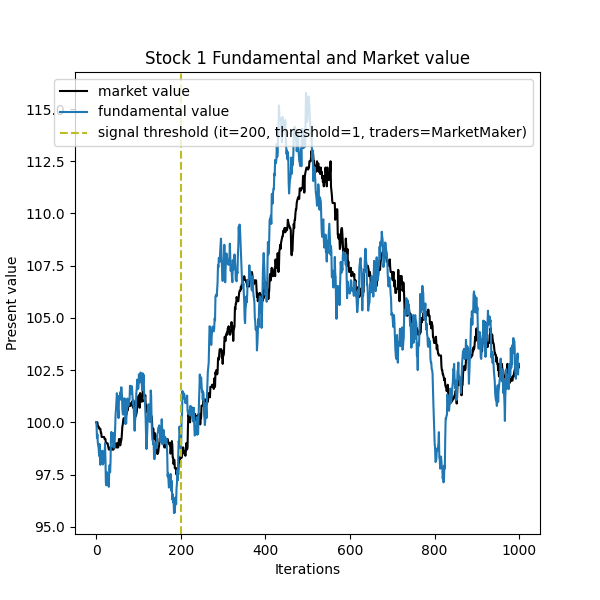 Stock 1 Fundamental and Market value
market value
fundamental value
signal threshold (it=200, threshold=1, traders=MarketMaker)
Present value
115.0
112.5
110.0
107.5
105.0
102.5
100.0
97.5
95.0
0 200 400 600 800 1000
Iterations